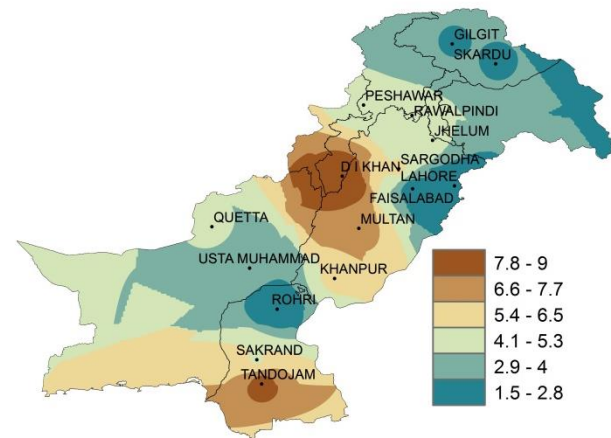 GILGIT
SKARDU
PESHAWAR
RAWALPINDI
JHELUM
SARGODHA
D I KHAN
LAHORE
FAISALABAD
MULTAN
QUETTA
USTA MUHAMMAD
KHANPUR
ROHRI
SAKRAND
TANDOJAM
7.8 - 9
6.6 - 7.7
5.4 - 6.5
4.1 - 5.3
2.9 - 4
1.5 - 2.8